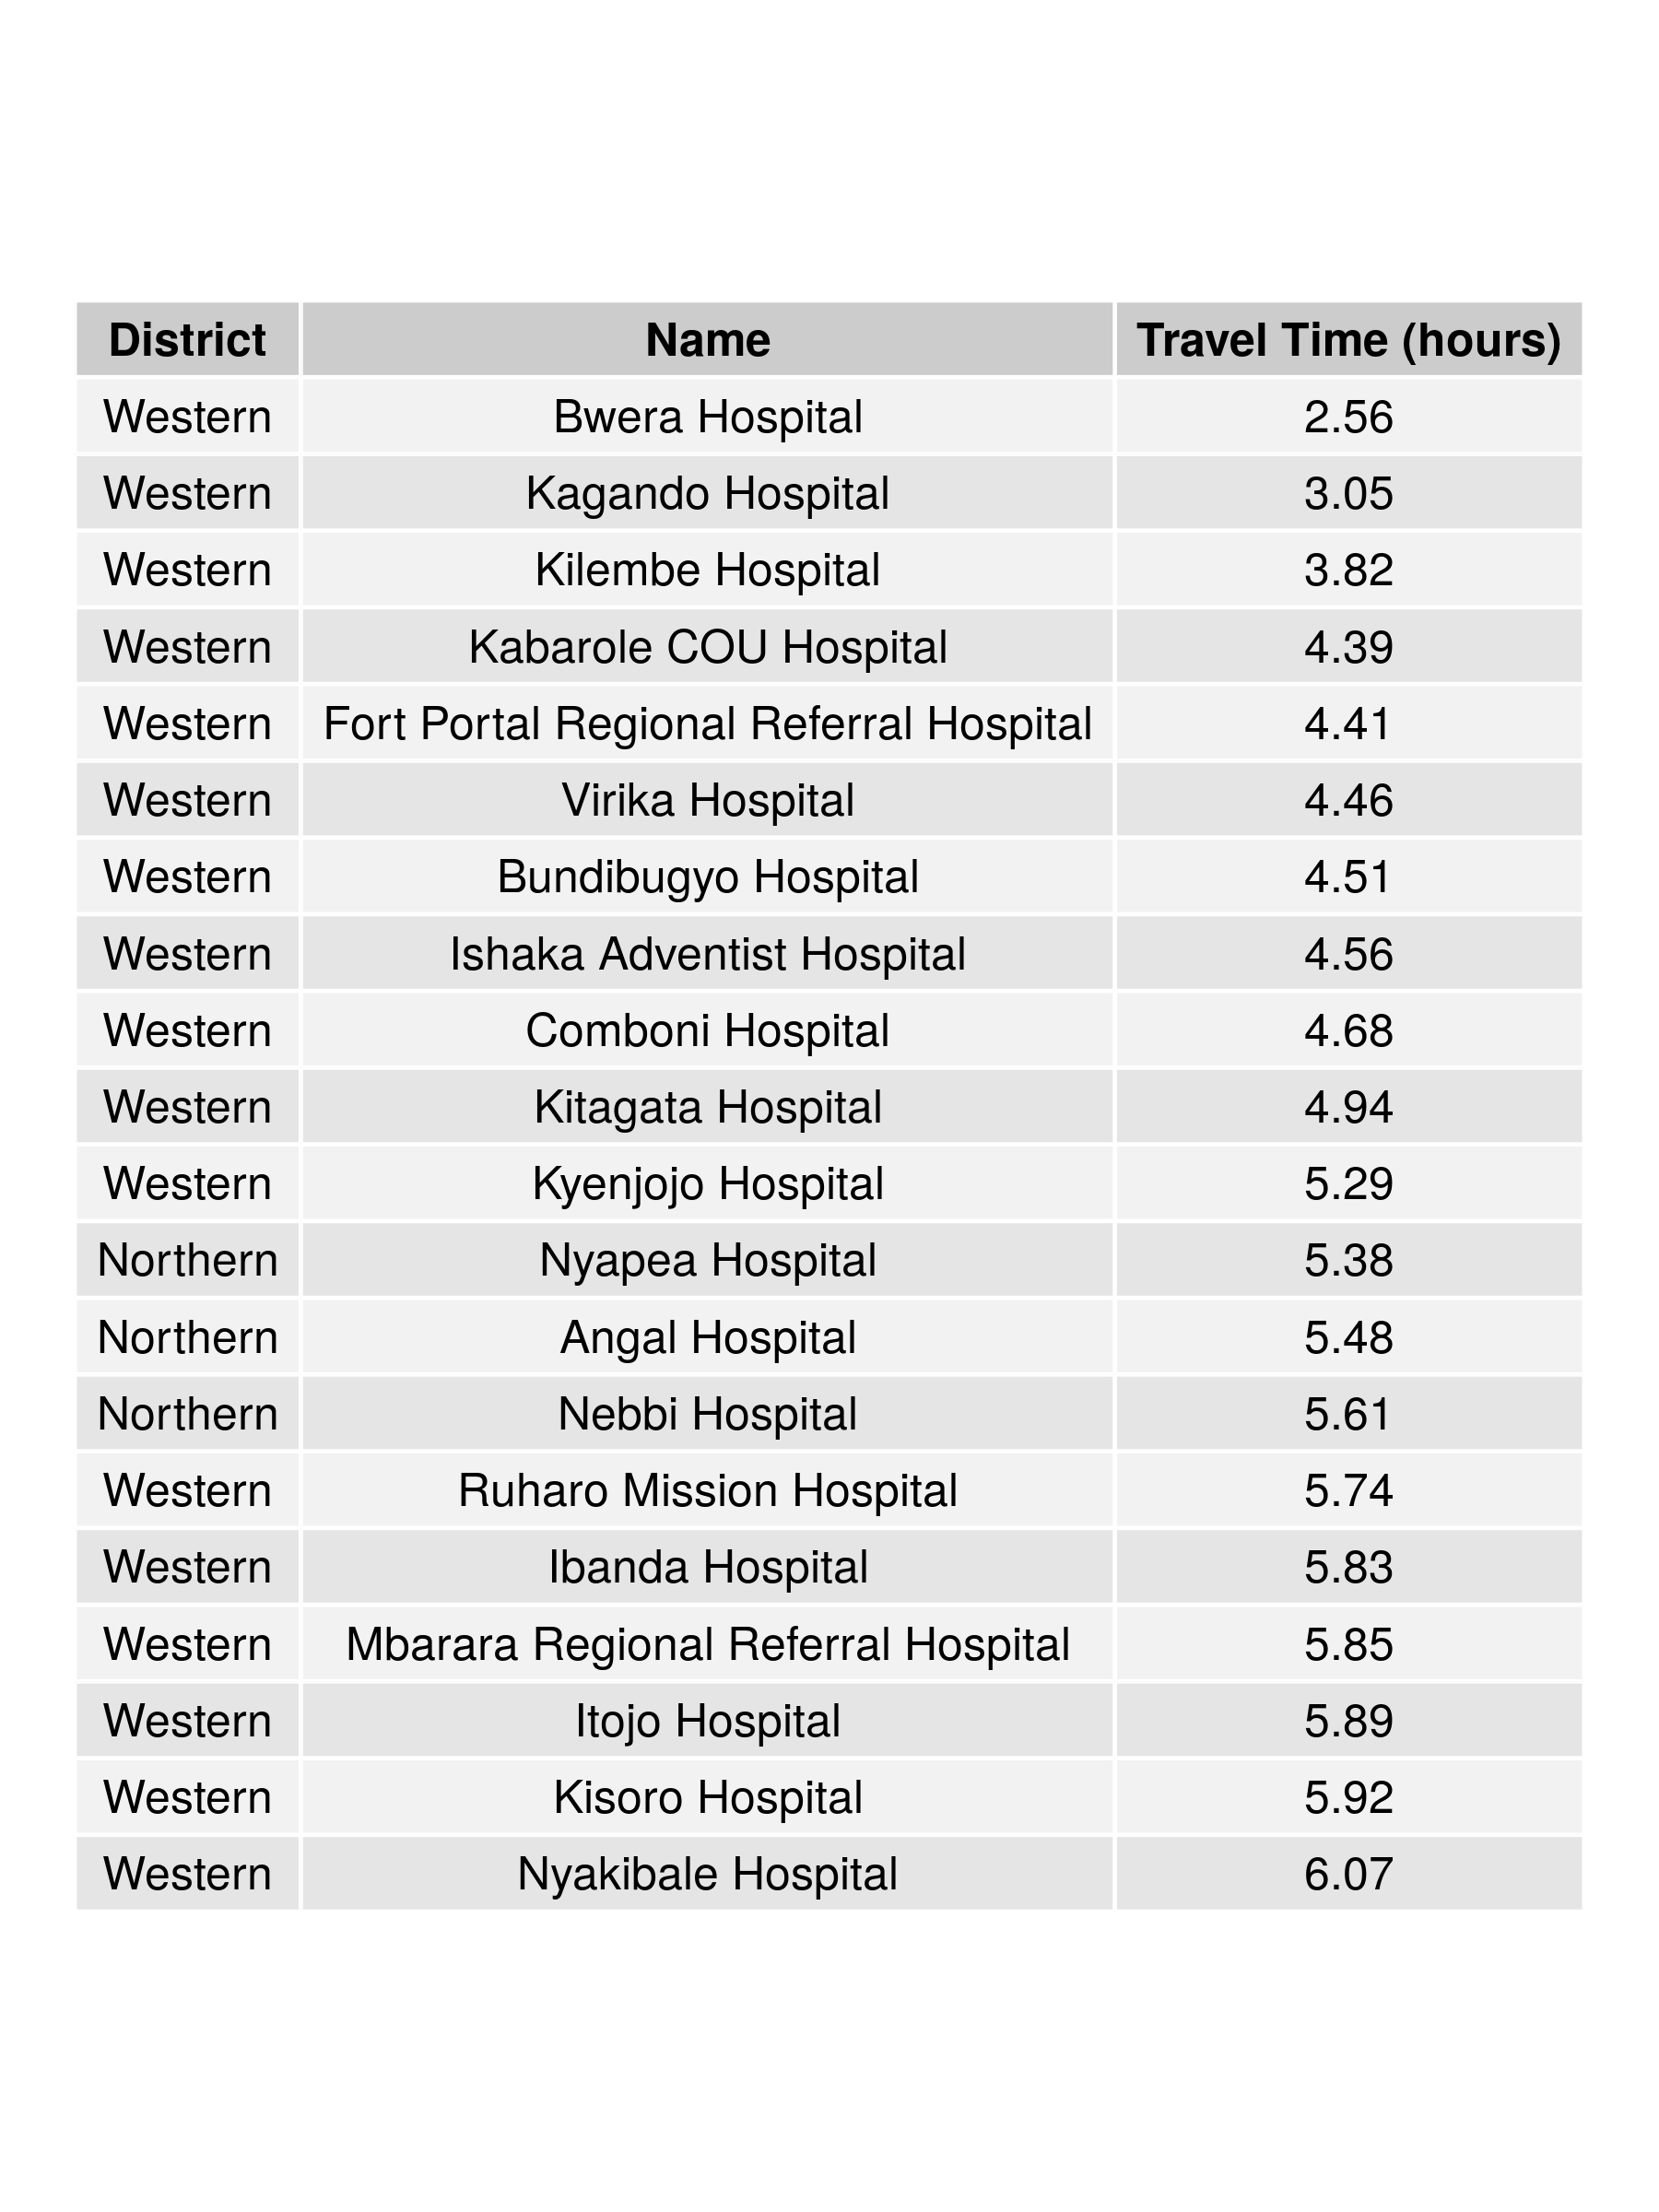 District Name Travel Time (hours)
Western Bwera Hospital 2.56
Western Kagando Hospital 3.05
Western Kilembe Hospital 3.82
Western Kabarole COU Hospital 4.39
Western Fort Portal Regional Referral Hospital 4.41
Western Virika Hospital 4.46
Western Bundibugyo Hospital 4.51
Western Ishaka Adventist Hospital 4.56
Western Comboni Hospital 4.68
Western Kitagata Hospital 4.94
Western Kyenjojo Hospital 5.29
Northern Nyapea Hospital 5.38
Northern Angal Hospital 5.48
Northern Nebbi Hospital 5.61
Western Ruharo Mission Hospital 5.74
Western Ibanda Hospital 5.83
Western Mbarara Regional Referral Hospital 5.85
Western Itojo Hospital 5.89
Western Kisoro Hospital 5.92
Western Nyakibale Hospital 6.07